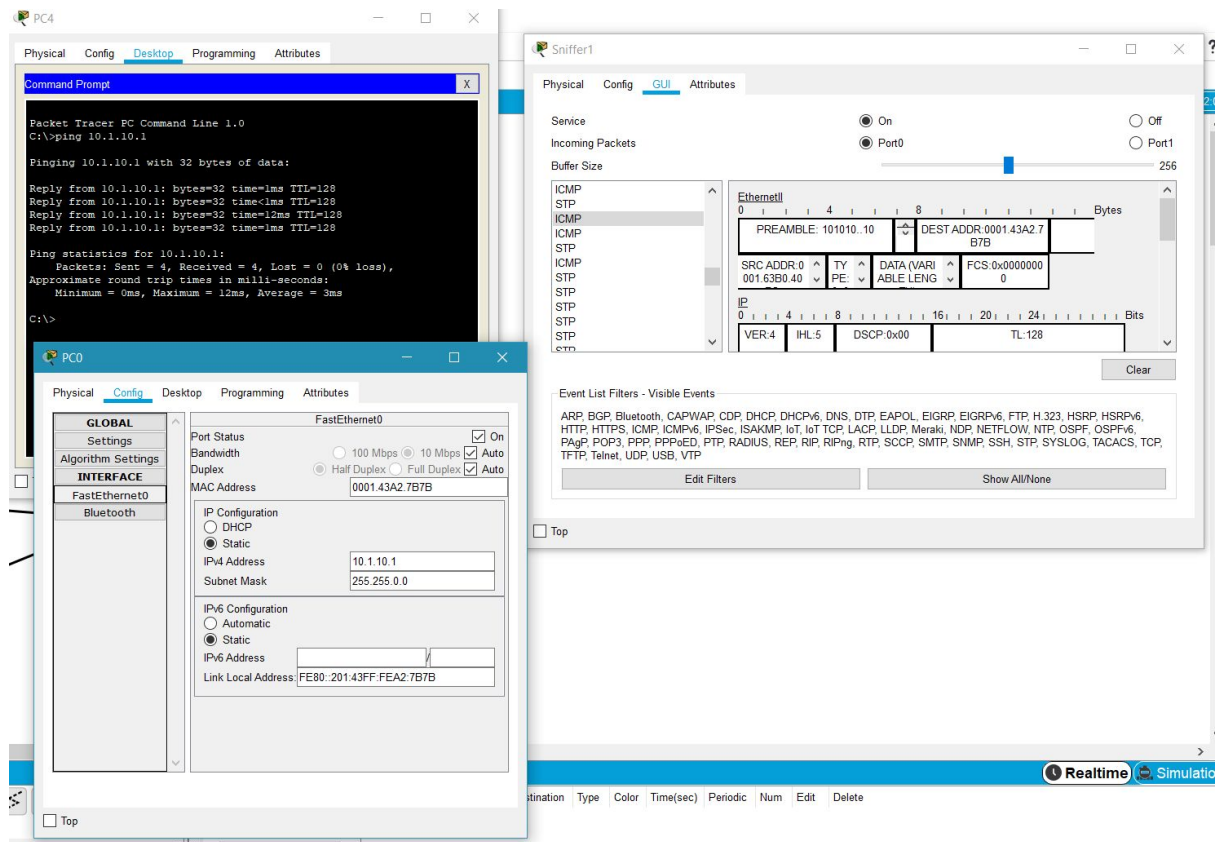 PC4
Physical Config Desktop Programming Attributes
Command Prompt
X
Packet Tracer PC Command Line 1.0
C:\>ping 10.1.10.1
Pinging 10.1.10.1 with 32 bytes of data:
Reply from 10.1.10.1: bytes=32 time=1ms TTL=128
Reply from 10.1.10.1: bytes=32 time<1ms TTL=128
Reply from 10.1.10.1: bytes=32 time=12ms TTL=128
Reply from 10.1.10.1: bytes=32 time=1ms TTL=128
Ping statistics for 10.1.10.1:
Packets: Sent = 4, Received = 4, Lost = 0 (0% loss),
Approximate round trip times in milli-seconds:
Minimum = 0ms, Maximum = 12ms, Average = 3ms
C:\>
PC0
Physical Config Desktop Programming Attributes
GLOBAL
Settings
Algorithm Settings
INTERFACE
FastEthernet0
Bluetooth
FastEthernet0
Port Status On
Bandwidth 100 Mbps 10 Mbps Auto
Duplex Half Duplex Full Duplex Auto
MAC Address 0001.43A2.7B7B
IP Configuration
DHCP
Static
IPv4 Address 10.1.10.1
Subnet Mask 255.255.0.0
IPv6 Configuration
Automatic
Static
IPv6 Address /
Link Local Address: FE80::201:43FF:FEA2:7B7B
Top
Sniffer1
Physical Config GUI Attributes
Service On Off
Incoming Packets Port0 Port1
Buffer Size 256
ICMP
STP
ICMP
ICMP
STP
ICMP
STP
STP
STP
STP
STP
STP
EthernetII
0 4 8 Bytes
PREAMBLE: 101010..10
DEST ADDR:0001.43A2.7
B7B
SRC ADDR:0
001.63B0.40
TY
PE:
DATA (VARI
ABLE LENG
FCS:0x0000000
0
IP
0 4 8 16 20 24 Bits
VER:4 IHL:5 DSCP:0x00 TL:128
Clear
Event List Filters - Visible Events
ARP, BGP, Bluetooth, CAPWAP, CDP, DHCP, DHCPv6, DNS, DTP, EAPOL, EIGRP, EIGRPv6, FTP, H.323, HSRP, HSRPv6,
HTTP, HTTPS, ICMP, ICMPv6, IPSec, ISAKMP, IoT, IoT TCP, LACP, LLDP, Meraki, NDP, NETFLOW, NTP, OSPF, OSPFv6,
PAgP, POP3, PPP, PPPoED, PTP, RADIUS, REP, RIP, RIPng, RTP, SCCP, SMTP, SNMP, SSH, STP, SYSLOG, TACACS, TCP,
TFTP, Telnet, UDP, USB, VTP
Edit Filters Show All/None
Top
?
Realtime Simulatio
stination Type Color Time(sec) Periodic Num Edit Delete